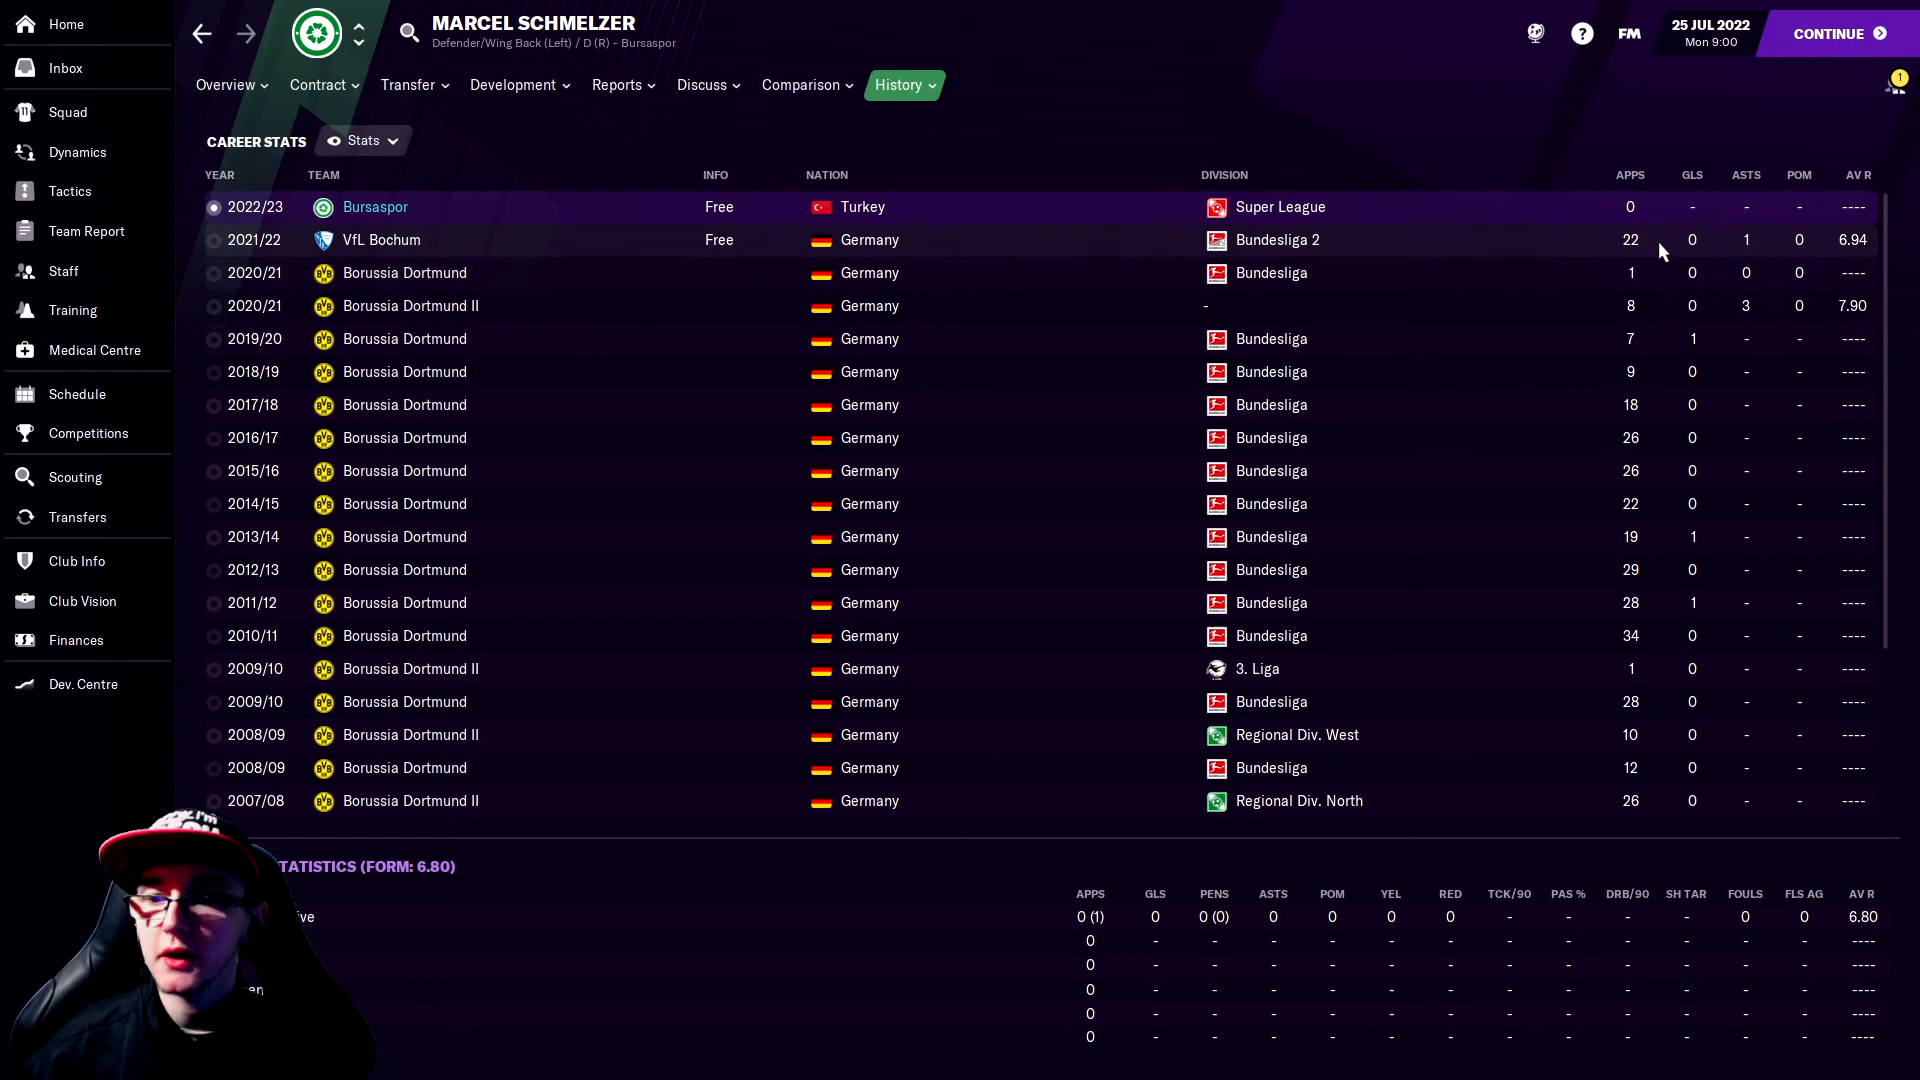 Home
Inbox
Squad
Dynamics
Tactics
Team Report
Staff
Training
Medical Centre
Schedule
Competitions
Scouting
Transfers
Club Info
Club Vision
Finances
Dev. Centre
MARCEL SCHMELZER
Defender/Wing Back (Left) / D (R) - Bursaspor
FM
25 JUL 2022
Mon 9:00
CONTINUE
1
Overview Contract Transfer Development Reports Discuss Comparison History
CAREER STATS Stats
YEAR TEAM INFO NATION DIVISION APPS GLS ASTS POM AV R
2022/23 Bursaspor Free Turkey Super League 0 - - - ----
2021/22 VfL Bochum Free Germany Bundesliga 2 22 0 1 0 6.94
2020/21 Borussia Dortmund Germany Bundesliga 1 0 0 0 ----
2020/21 Borussia Dortmund II Germany - 8 0 3 0 7.90
2019/20 Borussia Dortmund Germany Bundesliga 7 1 - - ----
2018/19 Borussia Dortmund Germany Bundesliga 9 0 - - ----
2017/18 Borussia Dortmund Germany Bundesliga 18 0 - - ----
2016/17 Borussia Dortmund Germany Bundesliga 26 0 - - ----
2015/16 Borussia Dortmund Germany Bundesliga 26 0 - - ----
2014/15 Borussia Dortmund Germany Bundesliga 22 0 - - ----
2013/14 Borussia Dortmund Germany Bundesliga 19 1 - - ----
2012/13 Borussia Dortmund Germany Bundesliga 29 0 - - ----
2011/12 Borussia Dortmund Germany Bundesliga 28 1 - - ----
2010/11 Borussia Dortmund Germany Bundesliga 34 0 - - ----
2009/10 Borussia Dortmund II Germany 3. Liga 1 0 - - ----
2009/10 Borussia Dortmund Germany Bundesliga 28 0 - - ----
2008/09 Borussia Dortmund II Germany Regional Div. West 10 0 - - ----
2008/09 Borussia Dortmund Germany Bundesliga 12 0 - - ----
2007/08 Borussia Dortmund II Germany Regional Div. North 26 0 - - ----
TATISTICS (FORM: 6.80)
APPS GLS PENS ASTS POM YEL RED TCK/90 PAS % DRB/90 SH TAR FOULS FLS AG AV R
ive 0 (1) 0 0 (0) 0 0 0 0 - - - - 0 0 6.80
0 - - - - - - - - - - - - ----
0 - - - - - - - - - - - - ----
en 0 - - - - - - - - - - - - ----
0 - - - - - - - - - - - - ----
0 - - - - - - - - - - - - ----